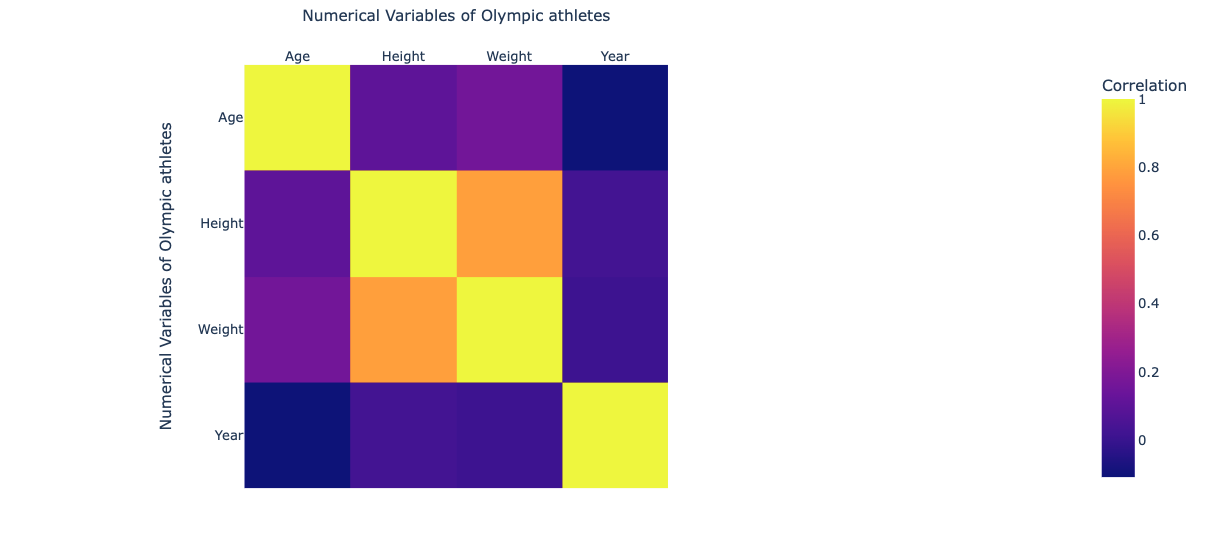 Numerical Variables of Olympic athletes
Age Height Weight Year
Numerical Variables of Olympic athletes
Age
Height
Weight
Year
Correlation
1
0.8
0.6
0.4
0.2
0